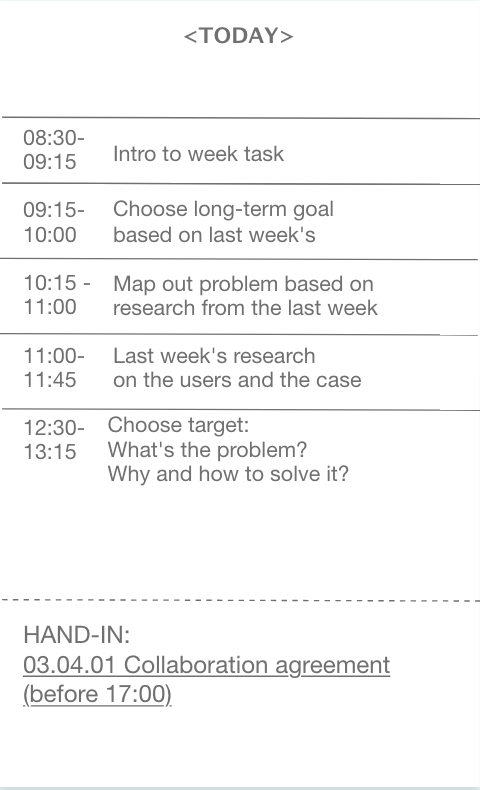 <TODAY>
08:30-
09:15
Intro to week task
09:15-
10:00
Choose long-term goal
based on last week's
10:15 -
11:00
Map out problem based on
research from the last week
11:00-
11:45
Last week's research
on the users and the case
12:30-
13:15
Choose target:
What's the problem?
Why and how to solve it?
HAND-IN:
03.04.01 Collaboration agreement
(before 17:00)